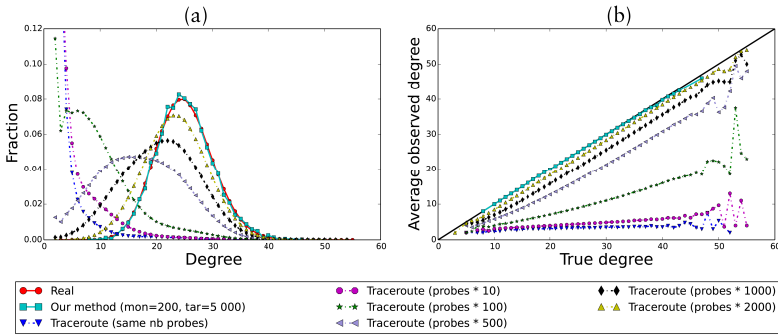 (a)
(b)
0.12
0.10
0.08
0.06
0.04
0.02
0.00
0
10
20
30
40
50
60
Fraction
Degree
60
50
40
30
20
10
0
0
10
20
30
40
50
60
Average observed degree
True degree
Real
Our method (mon=200, tar=5 000)
Traceroute (same nb probes)
Traceroute (probes * 10)
Traceroute (probes * 100)
Traceroute (probes * 500)
Traceroute (probes * 1000)
Traceroute (probes * 2000)